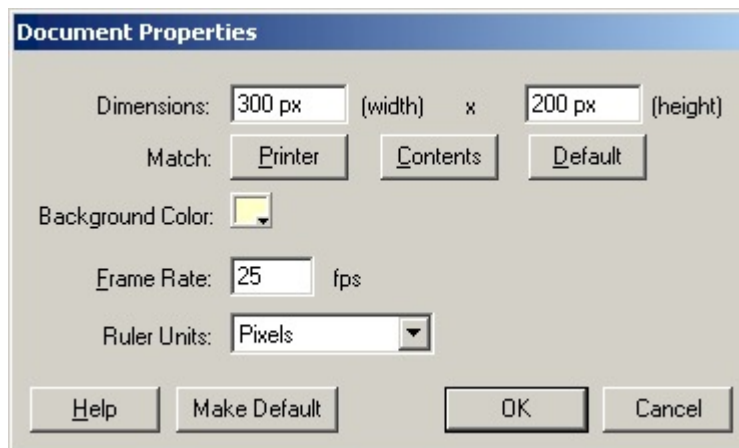 Document Properties
Dimensions: 300 px (width) x 200 px (height)
Match: Printer Contents Default
Background Color:
Frame Rate: 25 fps
Ruler Units: Pixels
Help Make Default OK Cancel